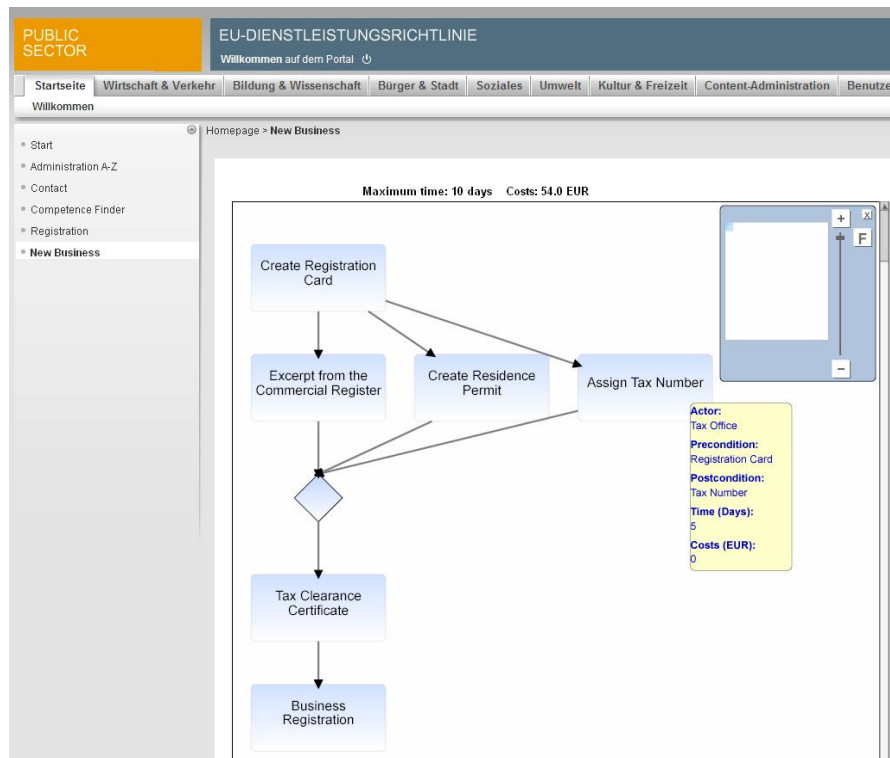 PUBLIC
SECTOR
EU-DIENSTLEISTUNGSRICHTLINIE
Willkommen auf dem Portal
Startseite Wirtschaft & Verkehr Bildung & Wissenschaft Bürger & Stadt Soziales Umwelt Kultur & Freizeit Content-Administration Benutze
Willkommen
Start
Administration A-Z
Contact
Competence Finder
Registration
New Business
Homepage > New Business
Maximum time: 10 days Costs: 54.0 EUR
+ X
F
−
Create Registration
Card
Excerpt from the
Commercial Register
Create Residence
Permit
Assign Tax Number
Actor:
Tax Office
Precondition:
Registration Card
Postcondition:
Tax Number
Time (Days):
5
Costs (EUR):
0
Tax Clearance
Certificate
Business
Registration